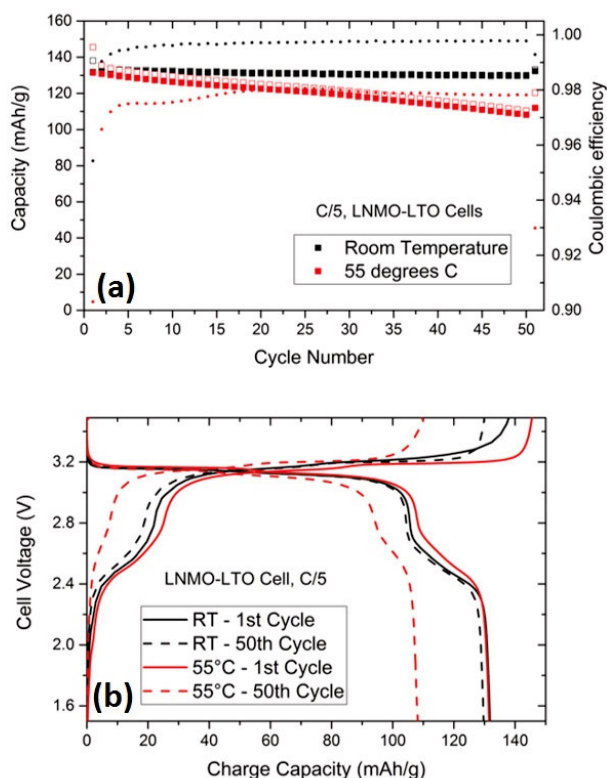 160
140
120
100
80
60
40
20
0
Capacity (mAh/g)
1.00
0.98
0.96
0.94
0.92
0.90
Coulombic efficiency
C/5, LNMO-LTO Cells
Room Temperature
55 degrees C
(a)
0 5 10 15 20 25 30 35 40 45 50
Cycle Number
3.2
2.8
2.4
2.0
1.6
Cell Voltage (V)
LNMO-LTO Cell, C/5
RT - 1st Cycle
RT - 50th Cycle
55°C - 1st Cycle
55°C - 50th Cycle
(b)
0 20 40 60 80 100 120 140
Charge Capacity (mAh/g)